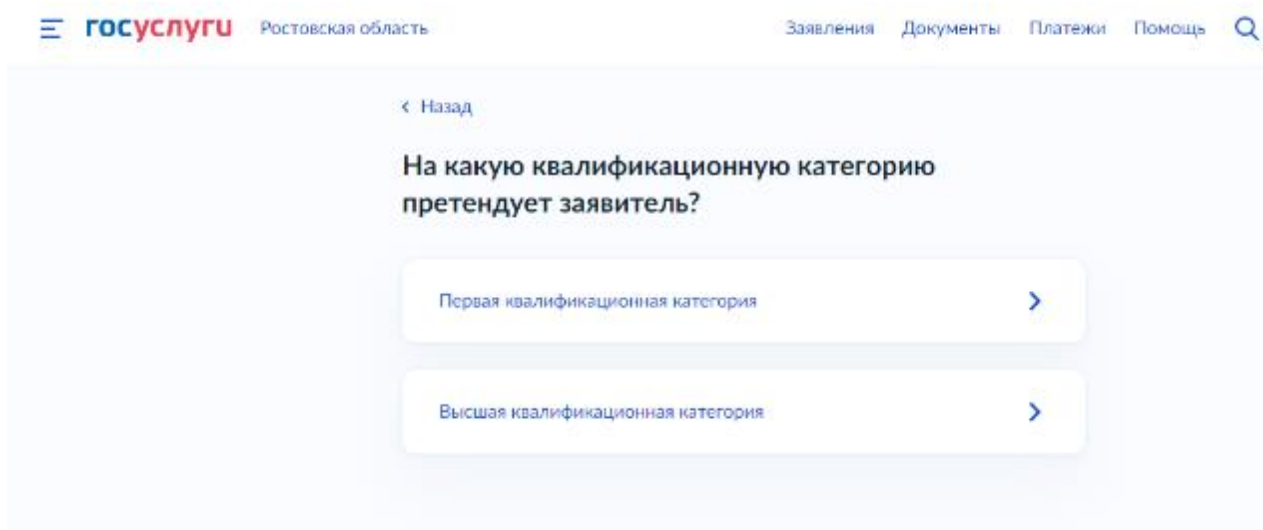 госуслуги Ростовская область Заявления Документы Платежи Помощь
Назад
На какую квалификационную категорию
претендует заявитель?
Первая квалификационная категория
Высшая квалификационная категория